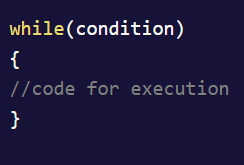 while(condition)
{
//code for execution
}